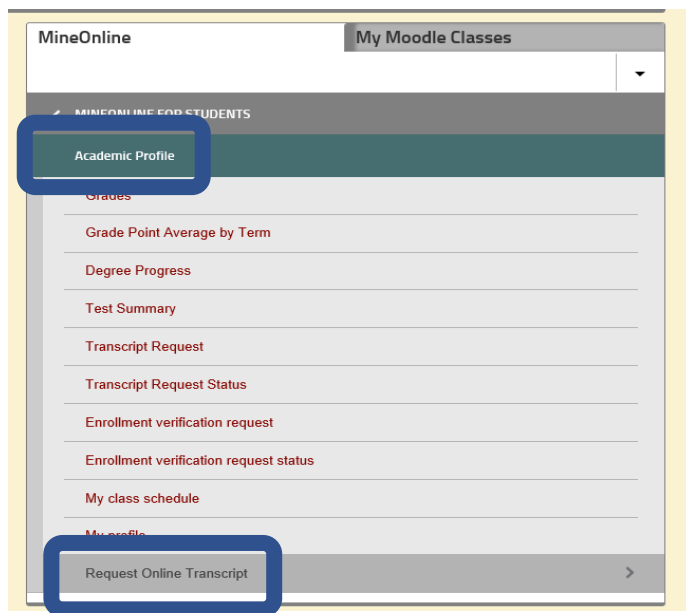 MineOnline
My Moodle Classes
MINEONLINE FOR STUDENTS
Academic Profile
Grades
Grade Point Average by Term
Degree Progress
Test Summary
Transcript Request
Transcript Request Status
Enrollment verification request
Enrollment verification request status
My class schedule
My profile
Request Online Transcript